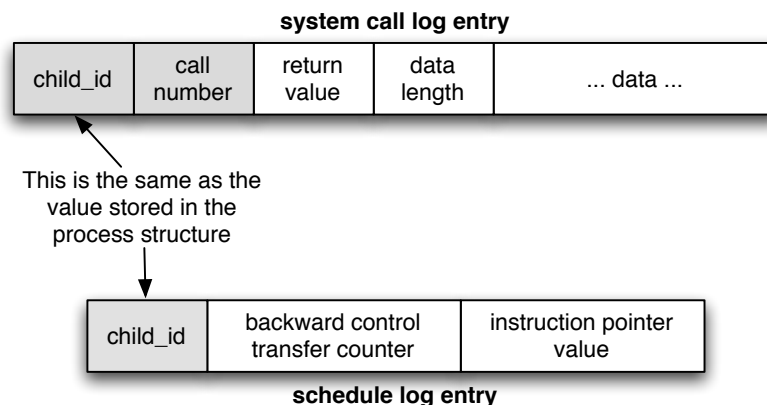 system call log entry
child_id
call
number
return
value
data
length
... data ...
This is the same as the
value stored in the
process structure
child_id
backward control
transfer counter
instruction pointer
value
schedule log entry